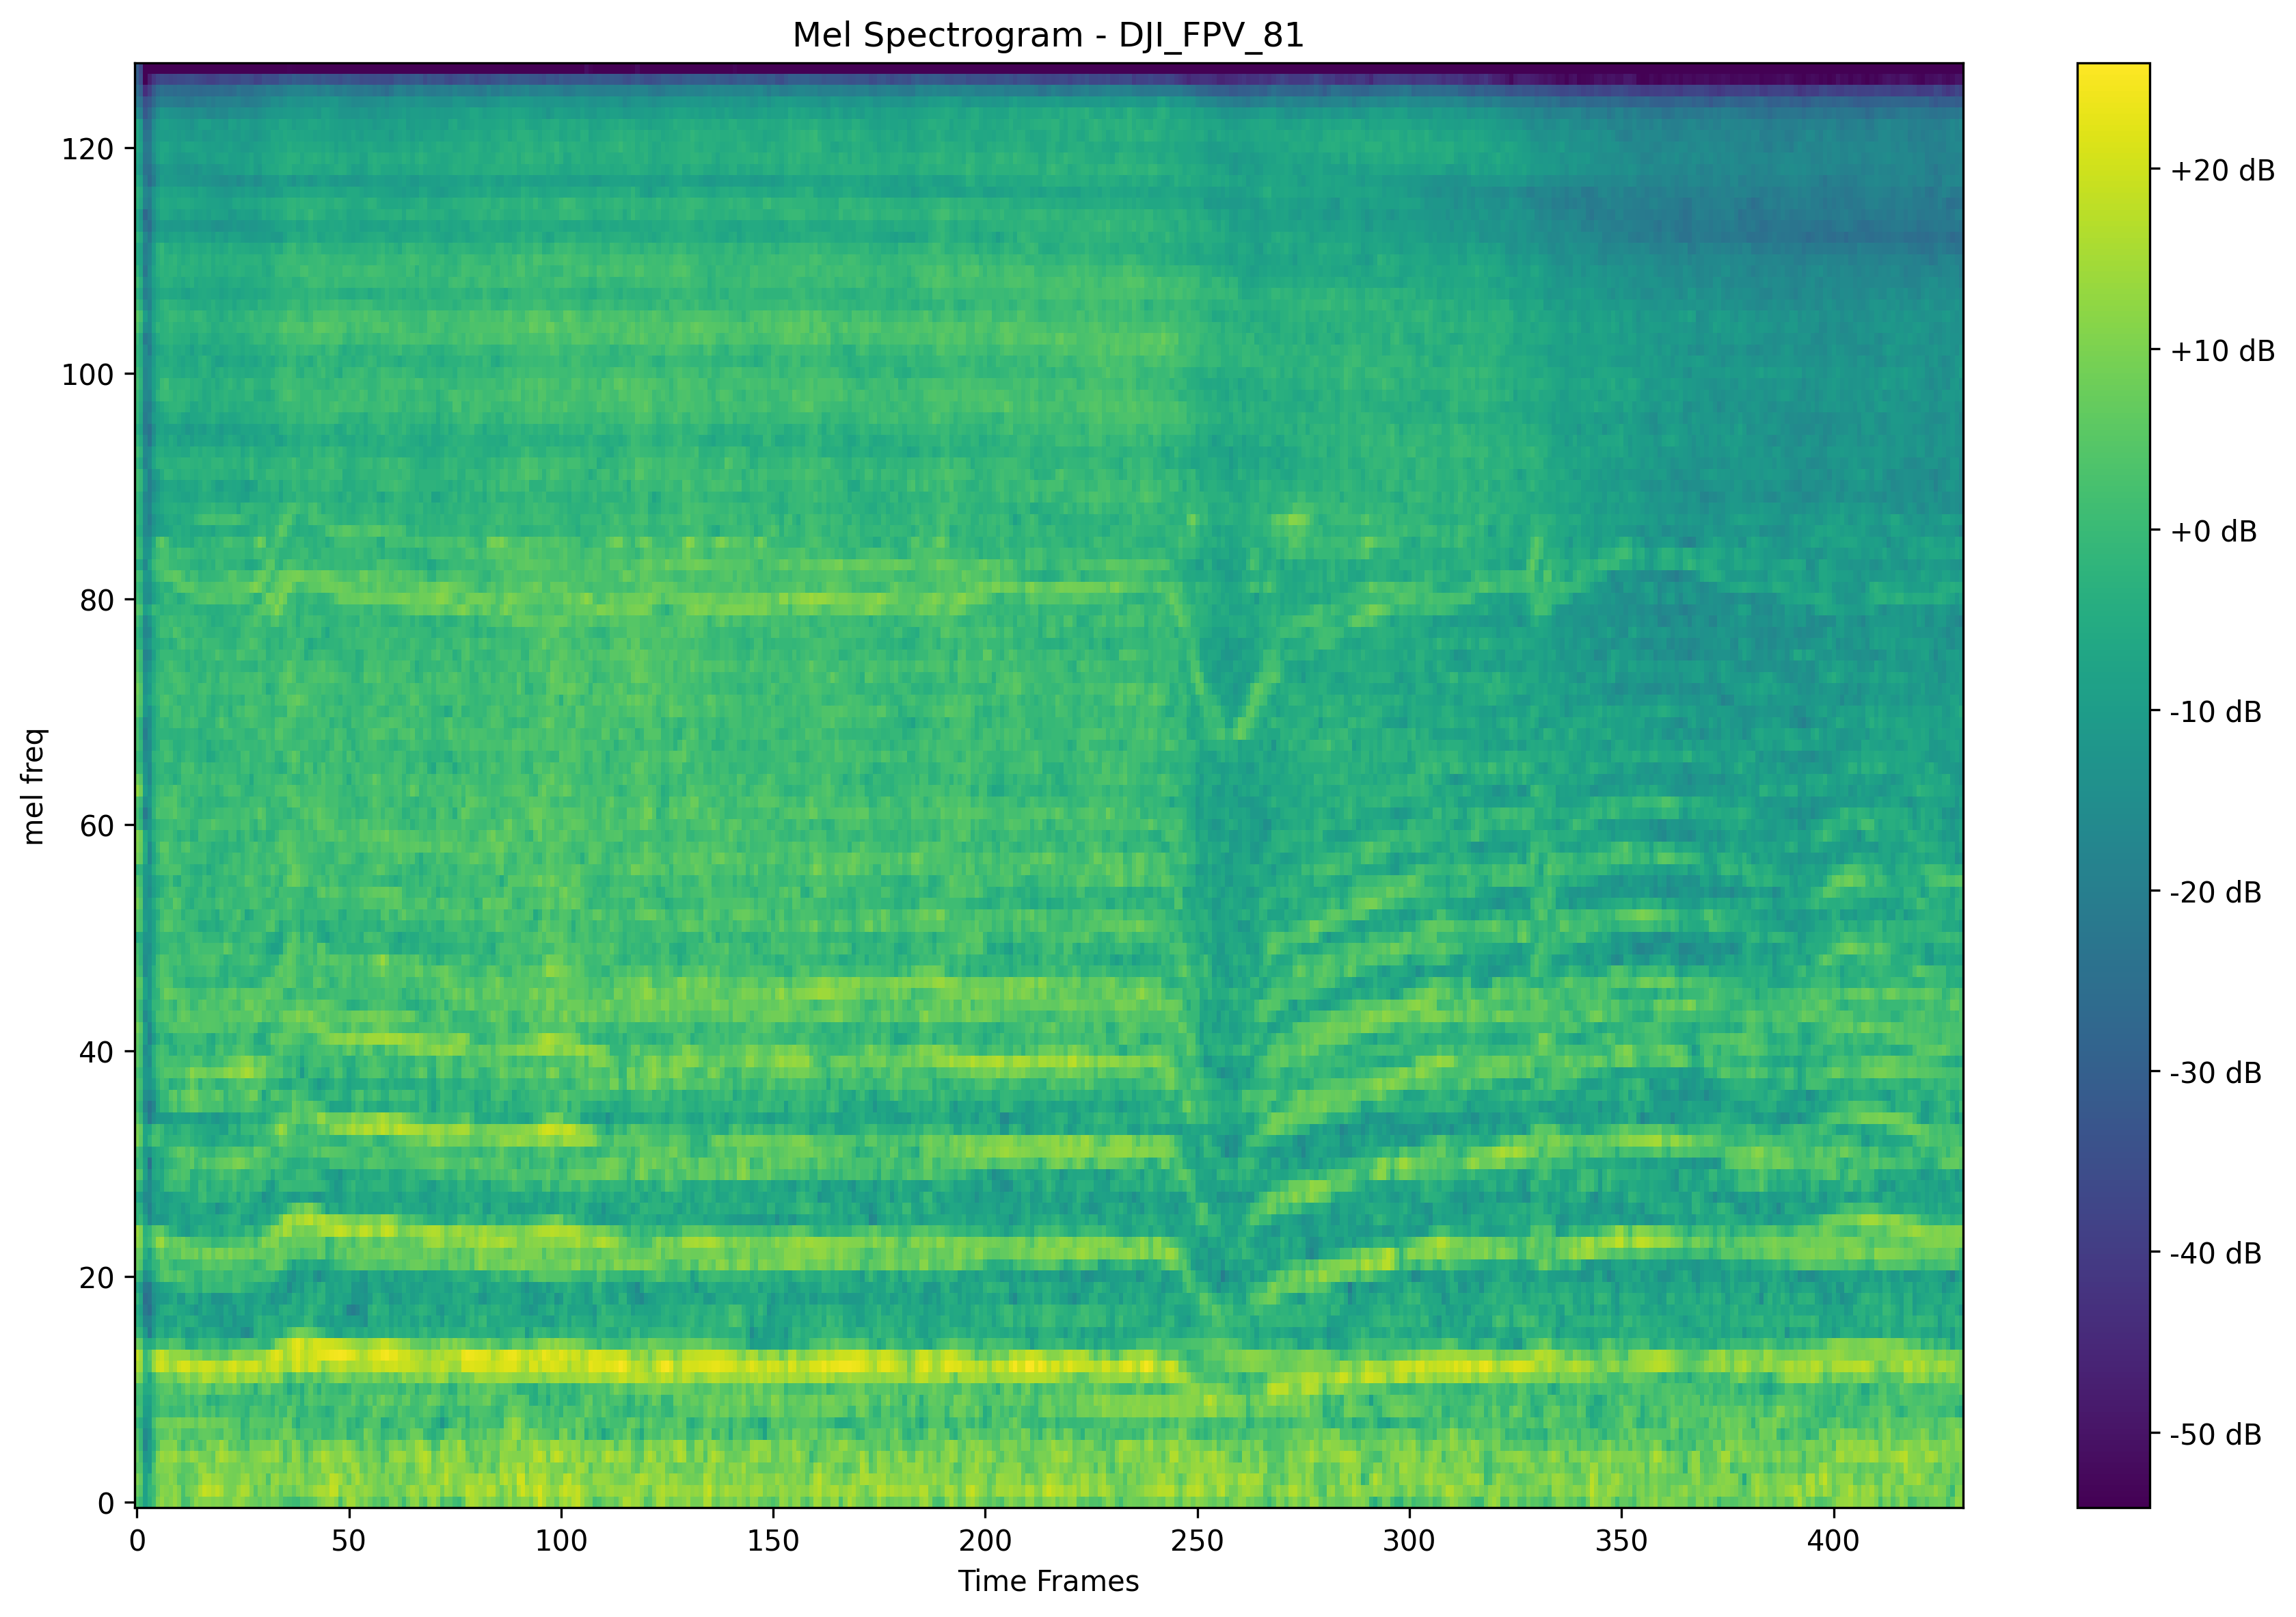 Mel Spectrogram - DJI_FPV_81
mel freq
120
100
80
60
40
20
0
0 50 100 150 200 250 300 350 400
Time Frames
+20 dB
+10 dB
+0 dB
-10 dB
-20 dB
-30 dB
-40 dB
-50 dB